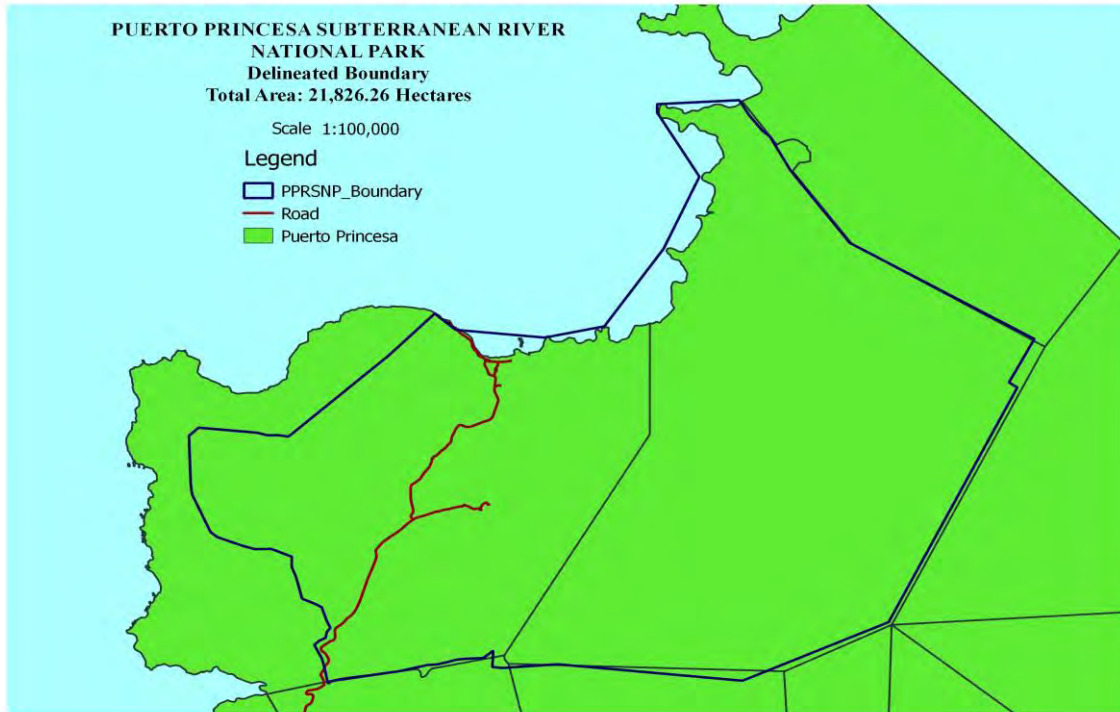 PUERTO PRINCESA SUBTERRANEAN RIVER
NATIONAL PARK
Delineated Boundary
Total Area: 21,826.26 Hectares
Scale 1:100,000
Legend
PPRSNP_Boundary
Road
Puerto Princesa